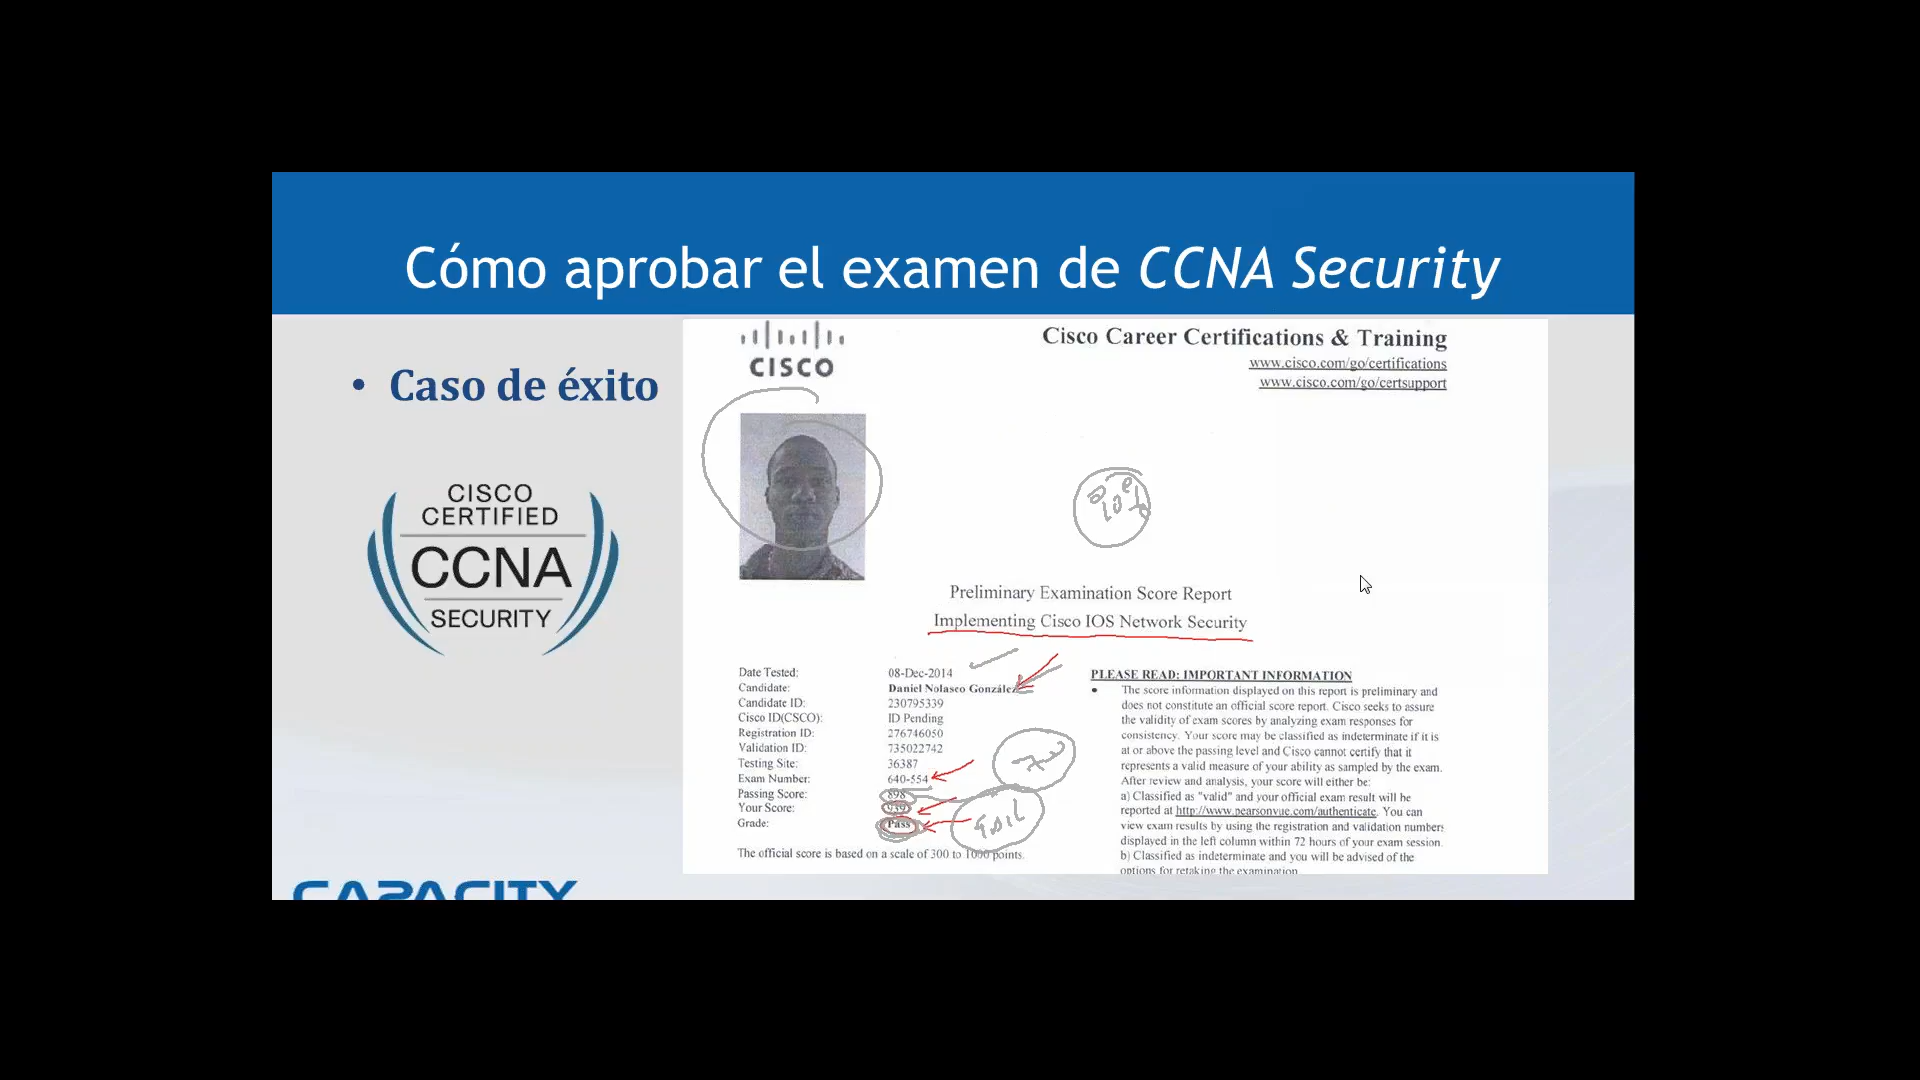 Cómo aprobar el examen de CCNA Security
• Caso de éxito
CISCO
CERTIFIED
CCNA
SECURITY
CAPACITY
CISCO
Cisco Career Certifications & Training
www.cisco.com/go/certifications
www.cisco.com/go/certsupport
Preliminary Examination Score Report
Implementing Cisco IOS Network Security
Date Tested: 08-Dec-2014
Candidate: Daniel Nolasco González
Candidate ID: 230795339
Cisco ID(CSCO): ID Pending
Registration ID: 276746050
Validation ID: 735022742
Testing Site: 36387
Exam Number: 640-554
Passing Score: 898
Your Score:
Grade: Pass
The official score is based on a scale of 300 to 1000 points.
PLEASE READ: IMPORTANT INFORMATION
• The score information displayed on this report is preliminary and
does not constitute an official score report. Cisco seeks to assure
the validity of exam scores by analyzing exam responses for
consistency. Your score may be classified as indeterminate if it is
at or above the passing level and Cisco cannot certify that it
represents a valid measure of your ability as sampled by the exam.
After review and analysis, your score will either be:
a) Classified as "valid" and your official exam result will be
reported at http://www.pearsonvue.com/authenticate. You can
view exam results by using the registration and validation numbers
displayed in the left column within 72 hours of your exam session.
b) Classified as indeterminate and you will be advised of the
options for retaking the examination.